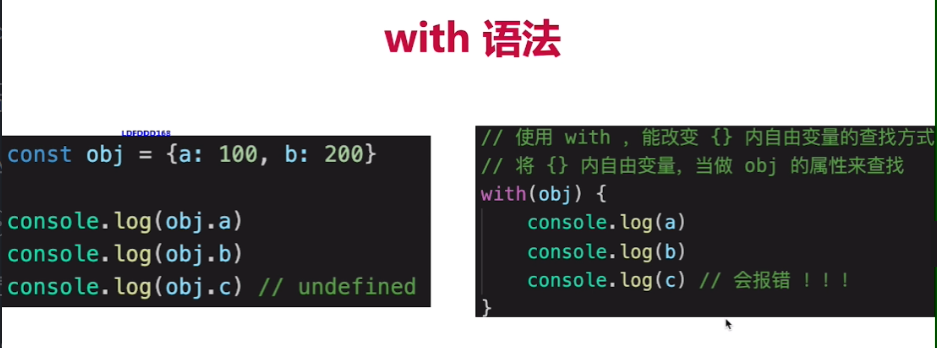 with 语法
LDFDDD168
const obj = {a: 100, b: 200}
console.log(obj.a)
console.log(obj.b)
console.log(obj.c) // undefined
// 使用 with ，能改变 {} 内自由变量的查找方式
// 将 {} 内自由变量，当做 obj 的属性来查找
with(obj) {
console.log(a)
console.log(b)
console.log(c) // 会报错 ！！！
}